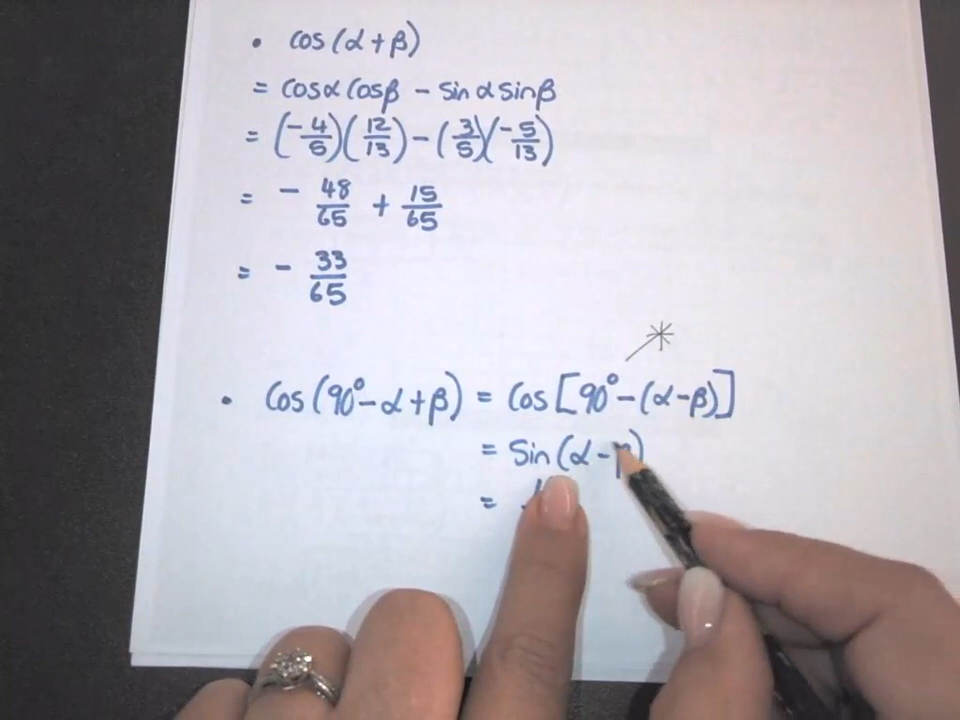 • cos(α+β)
= cosα cosβ - sinα sinβ
= (-4/5)(12/13) - (3/5)(-5/13)
= - 48/65 + 15/65
= - 33/65
*
• cos(90°-α+β) = cos[90°-(α-β)]
= sin(α-β)
=